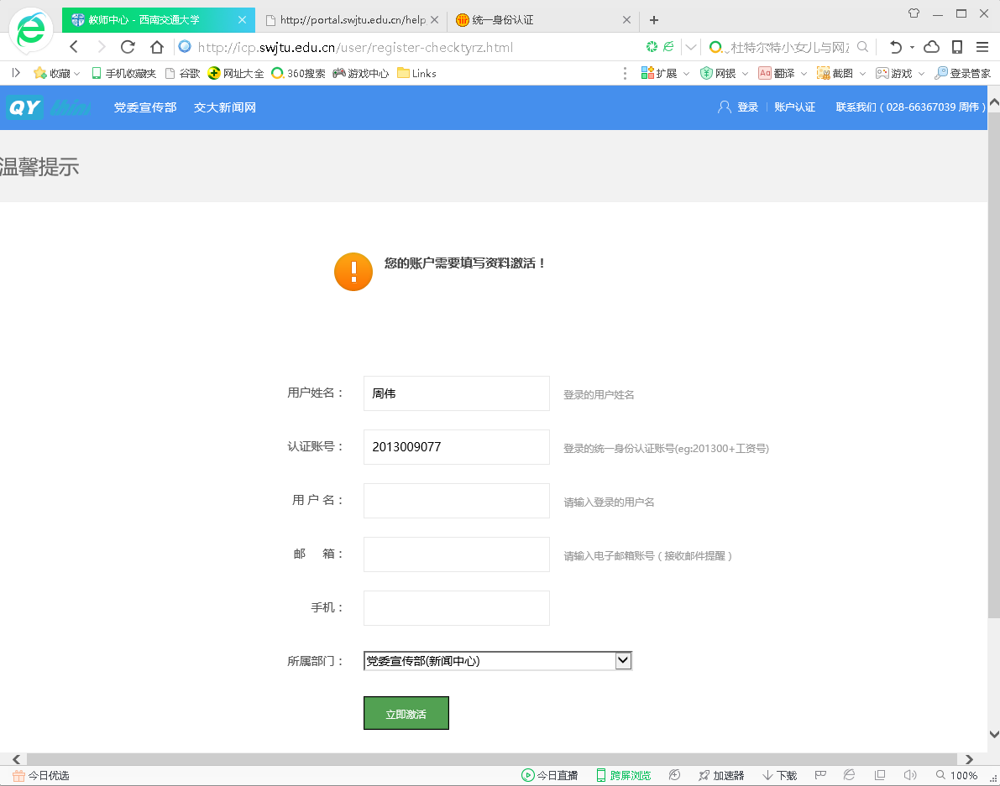 教师中心 - 西南交通大学
http://portal.swjtu.edu.cn/help
统一身份认证
http://icp.swjtu.edu.cn/user/register-checktyrz.html
杜特尔特小女儿与网
收藏
手机收藏夹
谷歌
网址大全
360搜索
游戏中心
Links
扩展
网银
Aa
翻译
截图
游戏
登录管家
QY
党委宣传部
交大新闻网
登录
账户认证
联系我们 ( 028-66367039 周伟 )
温馨提示
您的账户需要填写资料激活！
用户姓名：
周伟
登录的用户姓名
认证账号：
2013009077
登录的统一身份认证账号(eg:201300+工资号)
用 户 名：
请输入登录的用户名
邮 箱：
请输入电子邮箱账号 ( 接收邮件提醒 )
手机：
所属部门：
党委宣传部(新闻中心)
立即激活
今日优选
今日直播
跨屏浏览
加速器
下载
100%